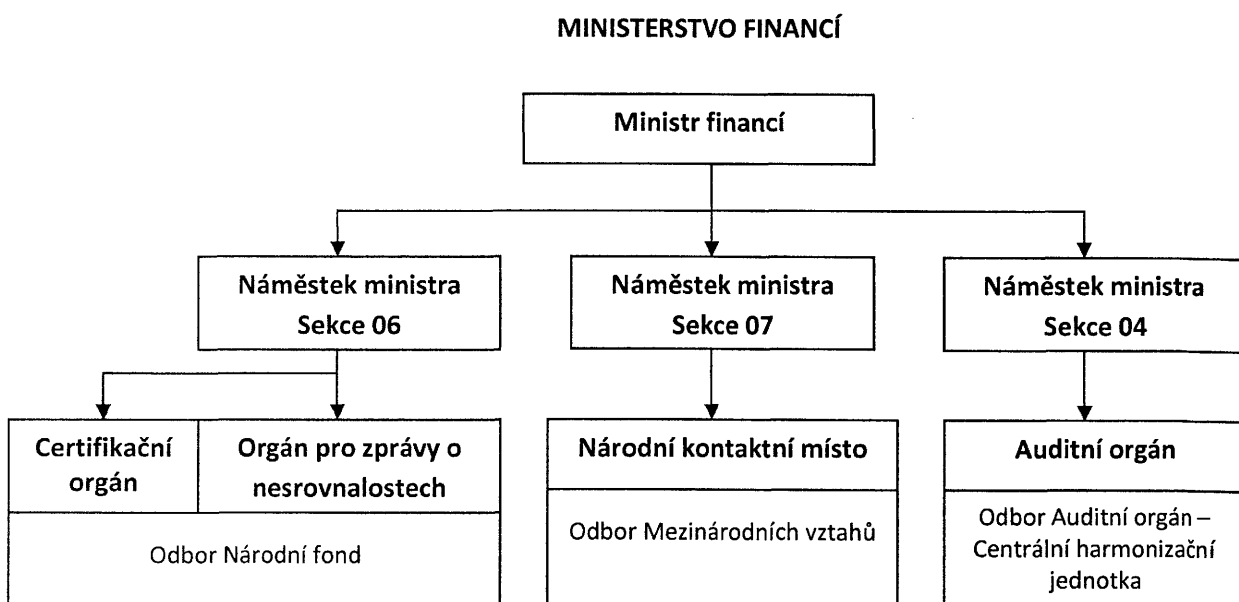 MINISTERSTVO FINANCÍ
Ministr financí
Náměstek ministra
Sekce 06
Náměstek ministra
Sekce 07
Náměstek ministra
Sekce 04
Certifikační
orgán
Orgán pro zprávy o
nesrovnalostech
Odbor Národní fond
Národní kontaktní místo
Odbor Mezinárodních vztahů
Auditní orgán
Odbor Auditní orgán –
Centrální harmonizační
jednotka